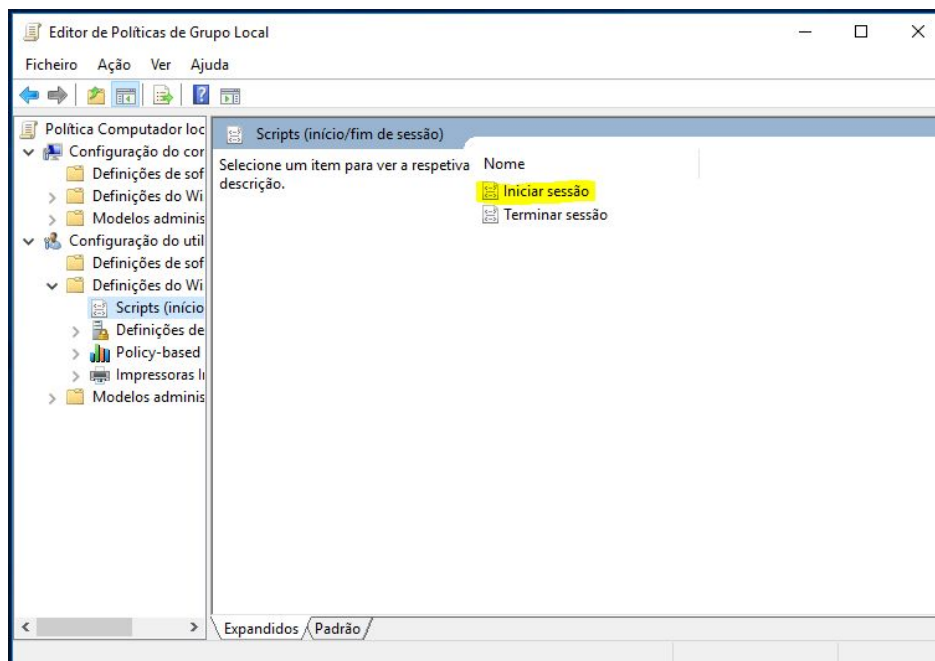 Editor de Políticas de Grupo Local
Ficheiro Ação Ver Ajuda
Política Computador loc
Configuração do cor
Definições de sof
Definições do Wi
Modelos adminis
Configuração do util
Definições de sof
Definições do Wi
Scripts (início
Definições de
Policy-based
Impressoras I
Modelos adminis
Scripts (início/fim de sessão)
Selecione um item para ver a respetiva
descrição.
Nome
Iniciar sessão
Terminar sessão
Expandidos Padrão